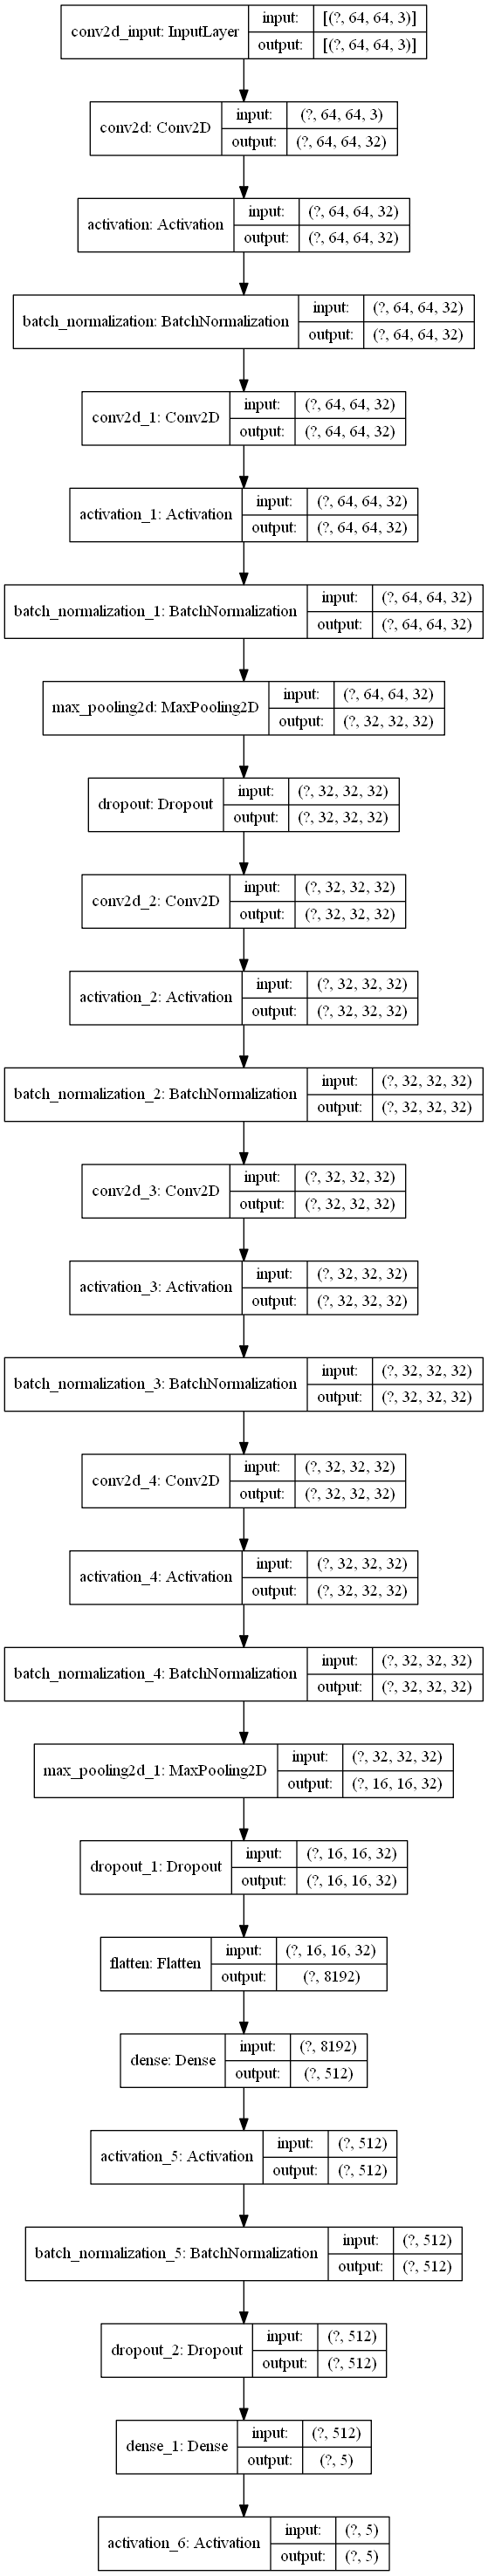 conv2d_input: InputLayer
input: [(?, 64, 64, 3)]
output: [(?, 64, 64, 3)]
conv2d: Conv2D
input: (?, 64, 64, 3)
output: (?, 64, 64, 32)
activation: Activation
input: (?, 64, 64, 32)
output: (?, 64, 64, 32)
batch_normalization: BatchNormalization
input: (?, 64, 64, 32)
output: (?, 64, 64, 32)
conv2d_1: Conv2D
input: (?, 64, 64, 32)
output: (?, 64, 64, 32)
activation_1: Activation
input: (?, 64, 64, 32)
output: (?, 64, 64, 32)
batch_normalization_1: BatchNormalization
input: (?, 64, 64, 32)
output: (?, 64, 64, 32)
max_pooling2d: MaxPooling2D
input: (?, 64, 64, 32)
output: (?, 32, 32, 32)
dropout: Dropout
input: (?, 32, 32, 32)
output: (?, 32, 32, 32)
conv2d_2: Conv2D
input: (?, 32, 32, 32)
output: (?, 32, 32, 32)
activation_2: Activation
input: (?, 32, 32, 32)
output: (?, 32, 32, 32)
batch_normalization_2: BatchNormalization
input: (?, 32, 32, 32)
output: (?, 32, 32, 32)
conv2d_3: Conv2D
input: (?, 32, 32, 32)
output: (?, 32, 32, 32)
activation_3: Activation
input: (?, 32, 32, 32)
output: (?, 32, 32, 32)
batch_normalization_3: BatchNormalization
input: (?, 32, 32, 32)
output: (?, 32, 32, 32)
conv2d_4: Conv2D
input: (?, 32, 32, 32)
output: (?, 32, 32, 32)
activation_4: Activation
input: (?, 32, 32, 32)
output: (?, 32, 32, 32)
batch_normalization_4: BatchNormalization
input: (?, 32, 32, 32)
output: (?, 32, 32, 32)
max_pooling2d_1: MaxPooling2D
input: (?, 32, 32, 32)
output: (?, 16, 16, 32)
dropout_1: Dropout
input: (?, 16, 16, 32)
output: (?, 16, 16, 32)
flatten: Flatten
input: (?, 16, 16, 32)
output: (?, 8192)
dense: Dense
input: (?, 8192)
output: (?, 512)
activation_5: Activation
input: (?, 512)
output: (?, 512)
batch_normalization_5: BatchNormalization
input: (?, 512)
output: (?, 512)
dropout_2: Dropout
input: (?, 512)
output: (?, 512)
dense_1: Dense
input: (?, 512)
output: (?, 5)
activation_6: Activation
input: (?, 5)
output: (?, 5)